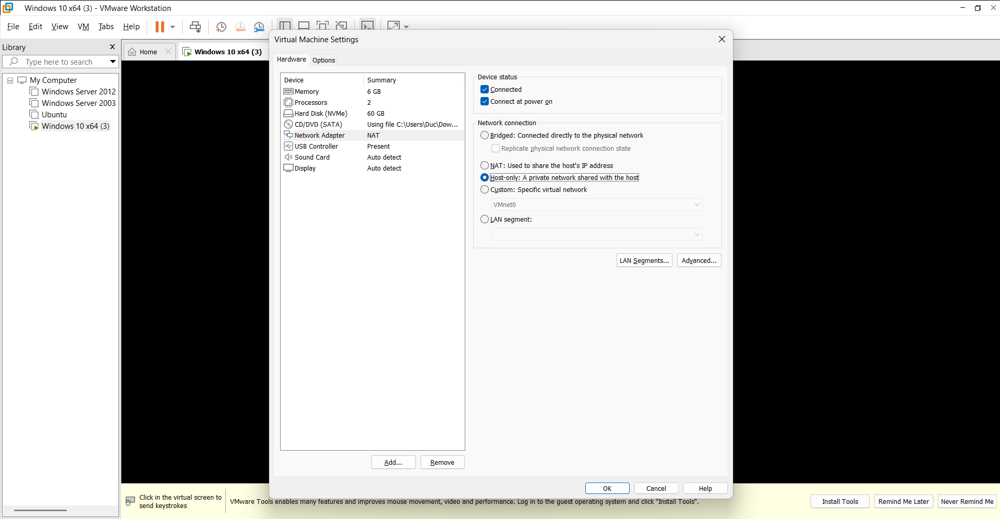 Windows 10 x64 (3) - VMware Workstation
File Edit View VM Tabs Help
Library
Type here to search
My Computer
Windows Server 2012
Windows Server 2003
Ubuntu
Windows 10 x64 (3)
Home
Windows 10 x64 (3)
Virtual Machine Settings
Hardware Options
Device Summary
Memory 6 GB
Processors 2
Hard Disk (NVMe) 60 GB
CD/DVD (SATA) Using file C:\Users\Duc\Dow...
Network Adapter NAT
USB Controller Present
Sound Card Auto detect
Display Auto detect
Add... Remove
Device status
Connected
Connect at power on
Network connection
Bridged: Connected directly to the physical network
Replicate physical network connection state
NAT: Used to share the host's IP address
Host-only: A private network shared with the host
Custom: Specific virtual network
VMnet0
LAN segment:
LAN Segments... Advanced...
OK Cancel Help
Click in the virtual screen to
send keystrokes
VMware Tools enables many features and improves mouse movement, video and performance. Log in to the guest operating system and click "Install Tools".
Install Tools Remind Me Later Never Remind Me